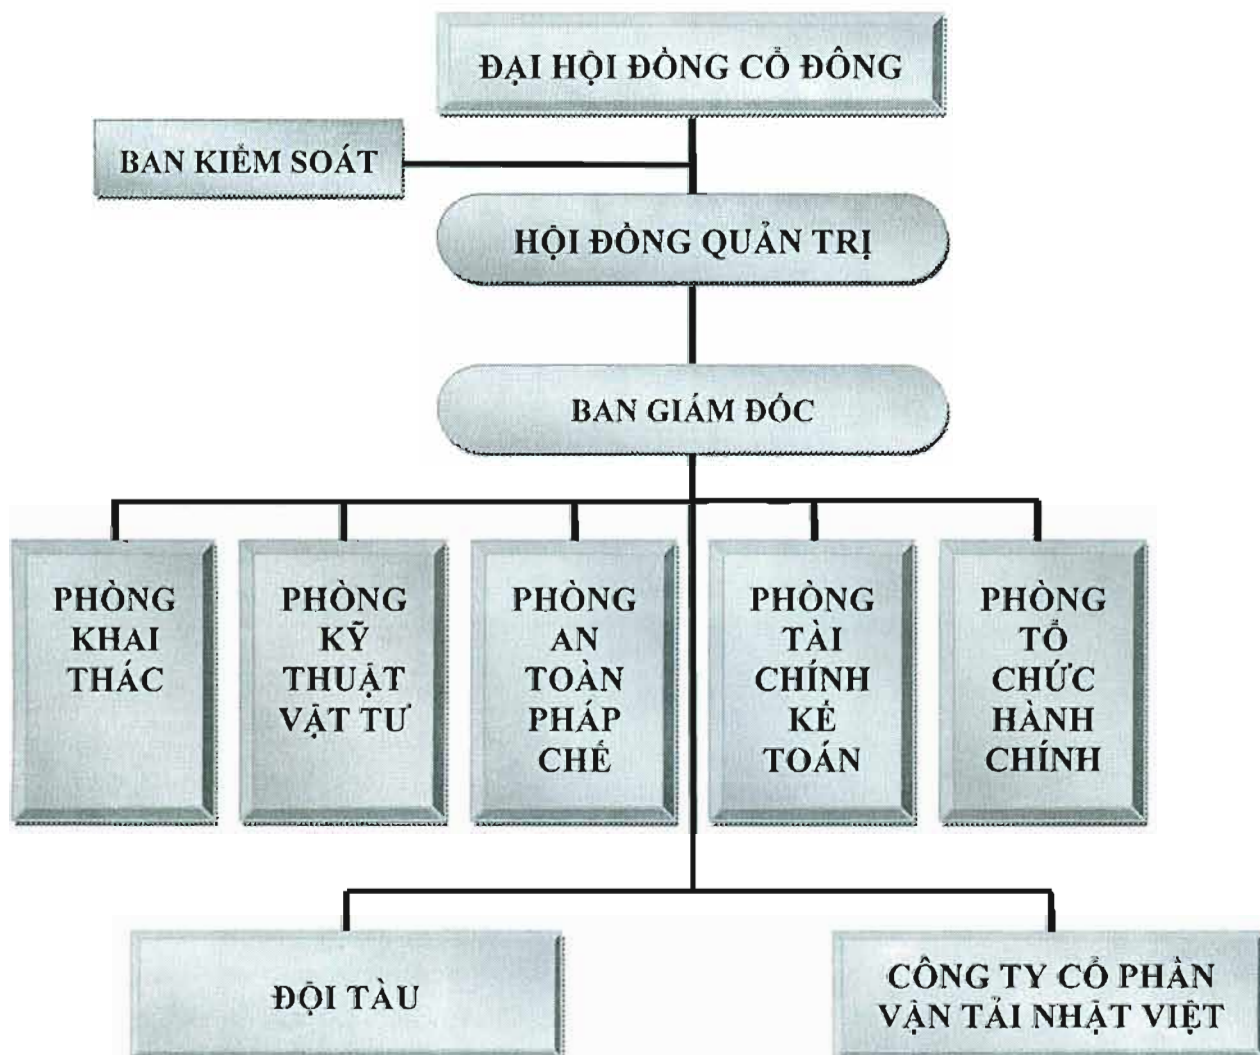 ĐẠI HỘI ĐỒNG CỔ ĐÔNG
BAN KIỂM SOÁT
HỘI ĐỒNG QUẢN TRỊ
BAN GIÁM ĐỐC
PHÒNG
KHAI
THÁC
PHÒNG
KỸ
THUẬT
VẬT TƯ
PHÒNG
AN
TOÀN
PHÁP
CHẾ
PHÒNG
TÀI
CHÍNH
KẾ
TOÁN
PHÒNG
TỔ
CHỨC
HÀNH
CHÍNH
ĐỘI TÀU
CÔNG TY CỔ PHẦN
VẬN TẢI NHẬT VIỆT